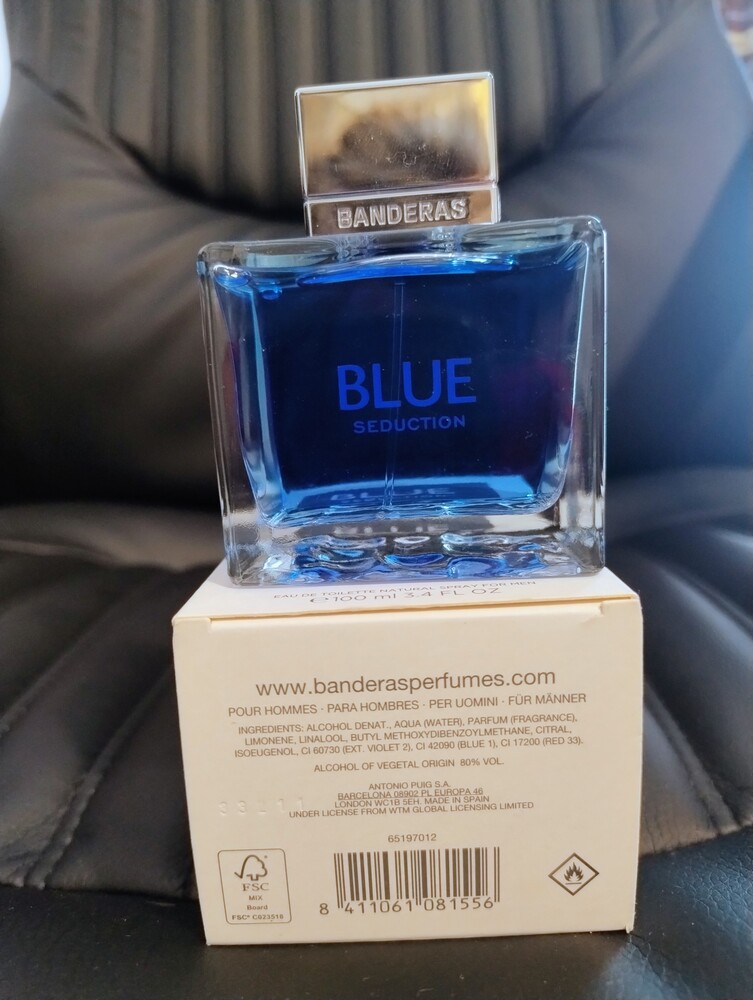 BANDERAS
BLUE
SEDUCTION
EAU DE TOILETTE NATURAL SPRAY FOR MEN
℮100 ml 3.4 FL OZ
www.banderasperfumes.com
POUR HOMMES · PARA HOMBRES · PER UOMINI · FÜR MÄNNER
INGREDIENTS: ALCOHOL DENAT., AQUA (WATER), PARFUM (FRAGRANCE),
LIMONENE, LINALOOL, BUTYL METHOXYDIBENZOYLMETHANE, CITRAL,
ISOEUGENOL, CI 60730 (EXT. VIOLET 2), CI 42090 (BLUE 1), CI 17200 (RED 33).
ALCOHOL OF VEGETAL ORIGIN 80% VOL.
ANTONIO PUIG S.A.
BARCELONA 08902 PL EUROPA 46
LONDON WC1B 5EH. MADE IN SPAIN
UNDER LICENSE FROM WTM GLOBAL LICENSING LIMITED
65197012
FSC
MIX
Board
FSC® C023516
8 411061 081556